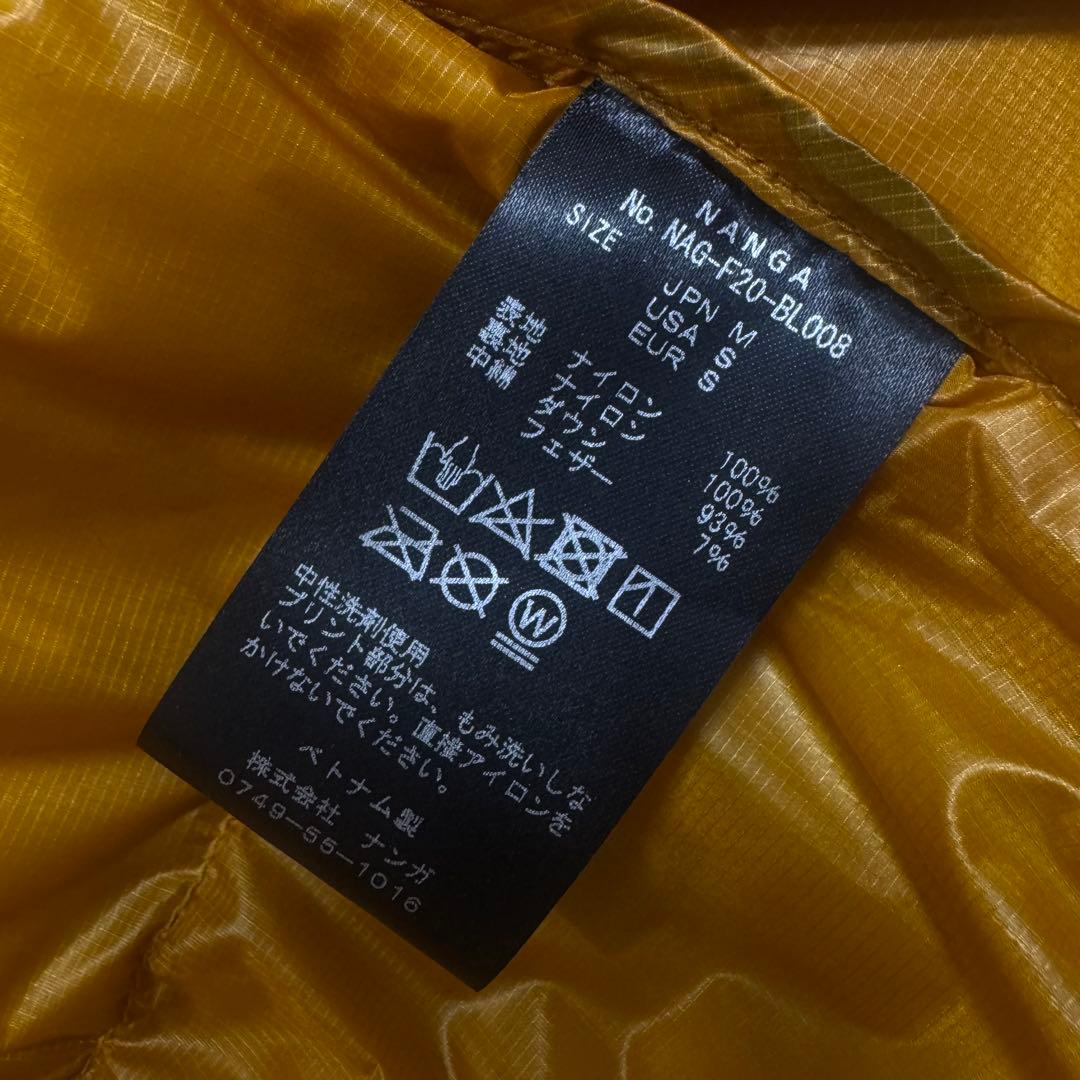 NANGA
No. NAG-F20-BL008
SIZE JPN M
USA S
EUR S
表地 ナイロン 100%
裏地 ナイロン 100%
中綿 ダウン 93%
フェザー 7%
W
中性洗剤使用
プリント部分は、もみ洗いしな
いでください。直接アイロンを
かけないでください。
ベトナム製
株式会社 ナンガ
0749-55-1016